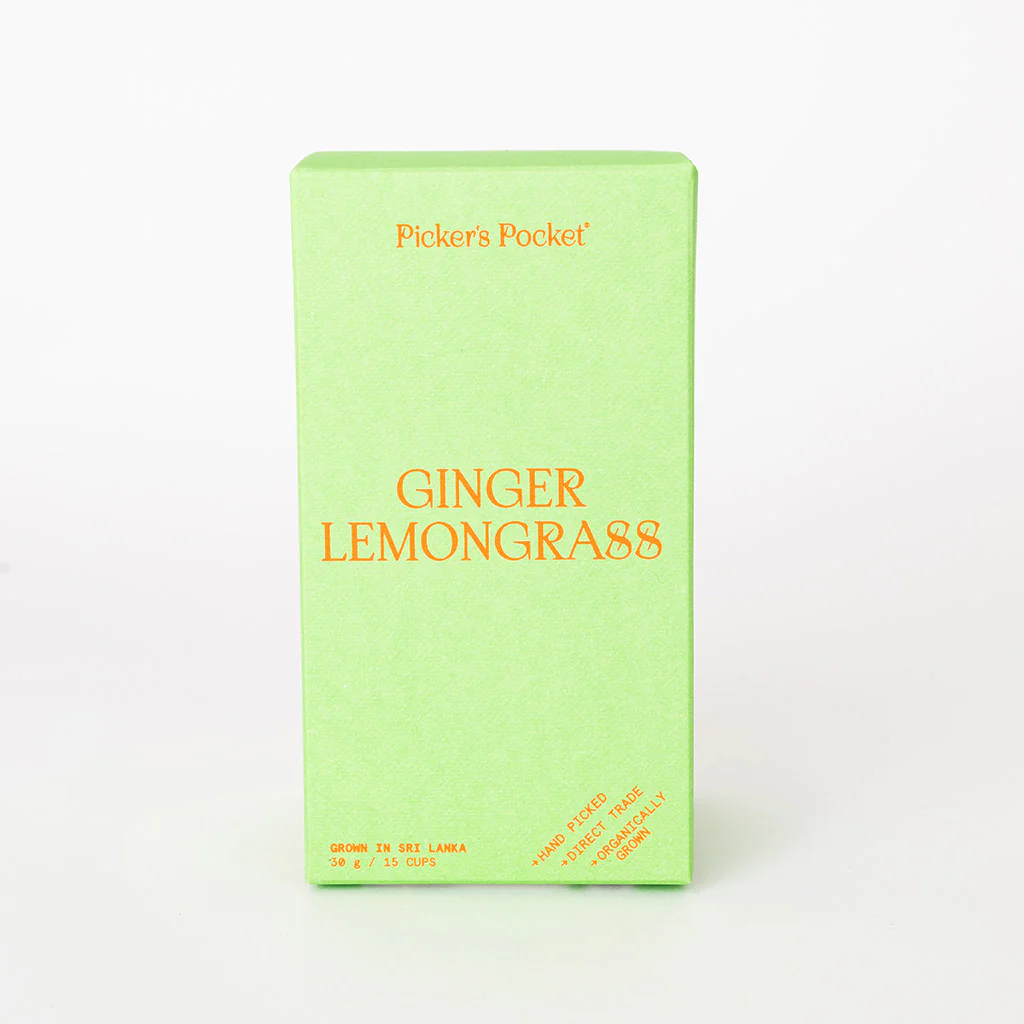 Picker's Pocket®
GINGER
LEMONGRASS
GROWN IN SRI LANKA
30 g / 15 CUPS
→HAND PICKED
→DIRECT TRADE
→ORGANICALLY
GROWN